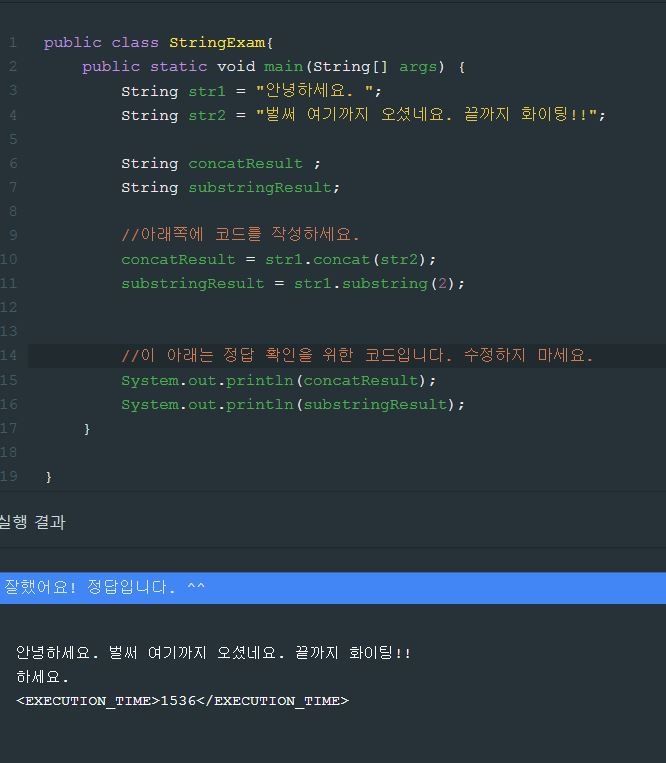 1 public class StringExam{
2 public static void main(String[] args) {
3 String str1 = "안녕하세요. ";
4 String str2 = "벌써 여기까지 오셨네요. 끝까지 화이팅!!";
5
6 String concatResult ;
7 String substringResult;
8
9 //아래쪽에 코드를 작성하세요.
10 concatResult = str1.concat(str2);
11 substringResult = str1.substring(2);
12
13
14 //이 아래는 정답 확인을 위한 코드입니다. 수정하지 마세요.
15 System.out.println(concatResult);
16 System.out.println(substringResult);
17 }
18
19 }
실행 결과
잘했어요! 정답입니다. ^^
안녕하세요. 벌써 여기까지 오셨네요. 끝까지 화이팅!!
하세요.
<EXECUTION_TIME>1536</EXECUTION_TIME>